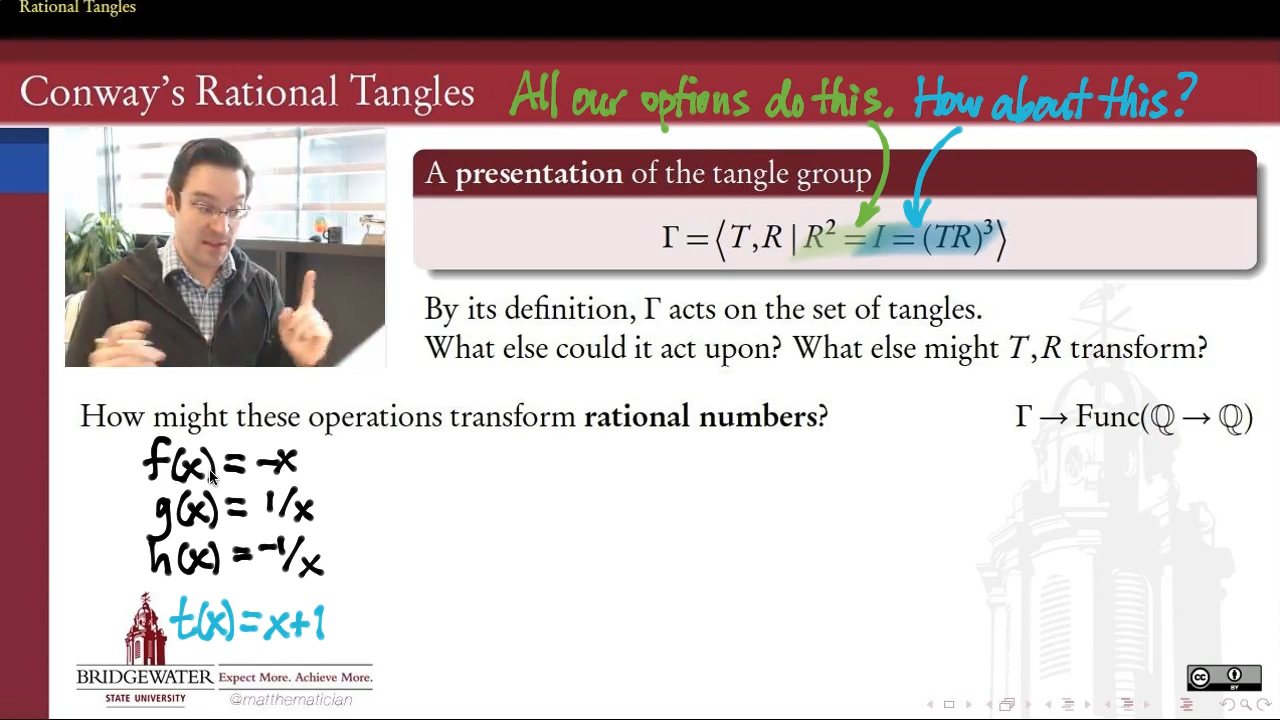 Rational Tangles
Conway's Rational Tangles
All our options do this. How about this?
A presentation of the tangle group
Γ = ⟨T, R | R² = I = (TR)³⟩
By its definition, Γ acts on the set of tangles.
What else could it act upon? What else might T, R transform?
How might these operations transform rational numbers?
Γ → Func(ℚ → ℚ)
f(x) = -x
g(x) = 1/x
h(x) = -1/x
t(x) = x+1
BRIDGEWATER
STATE UNIVERSITY
Expect More. Achieve More.
@matthematician
cc
BY